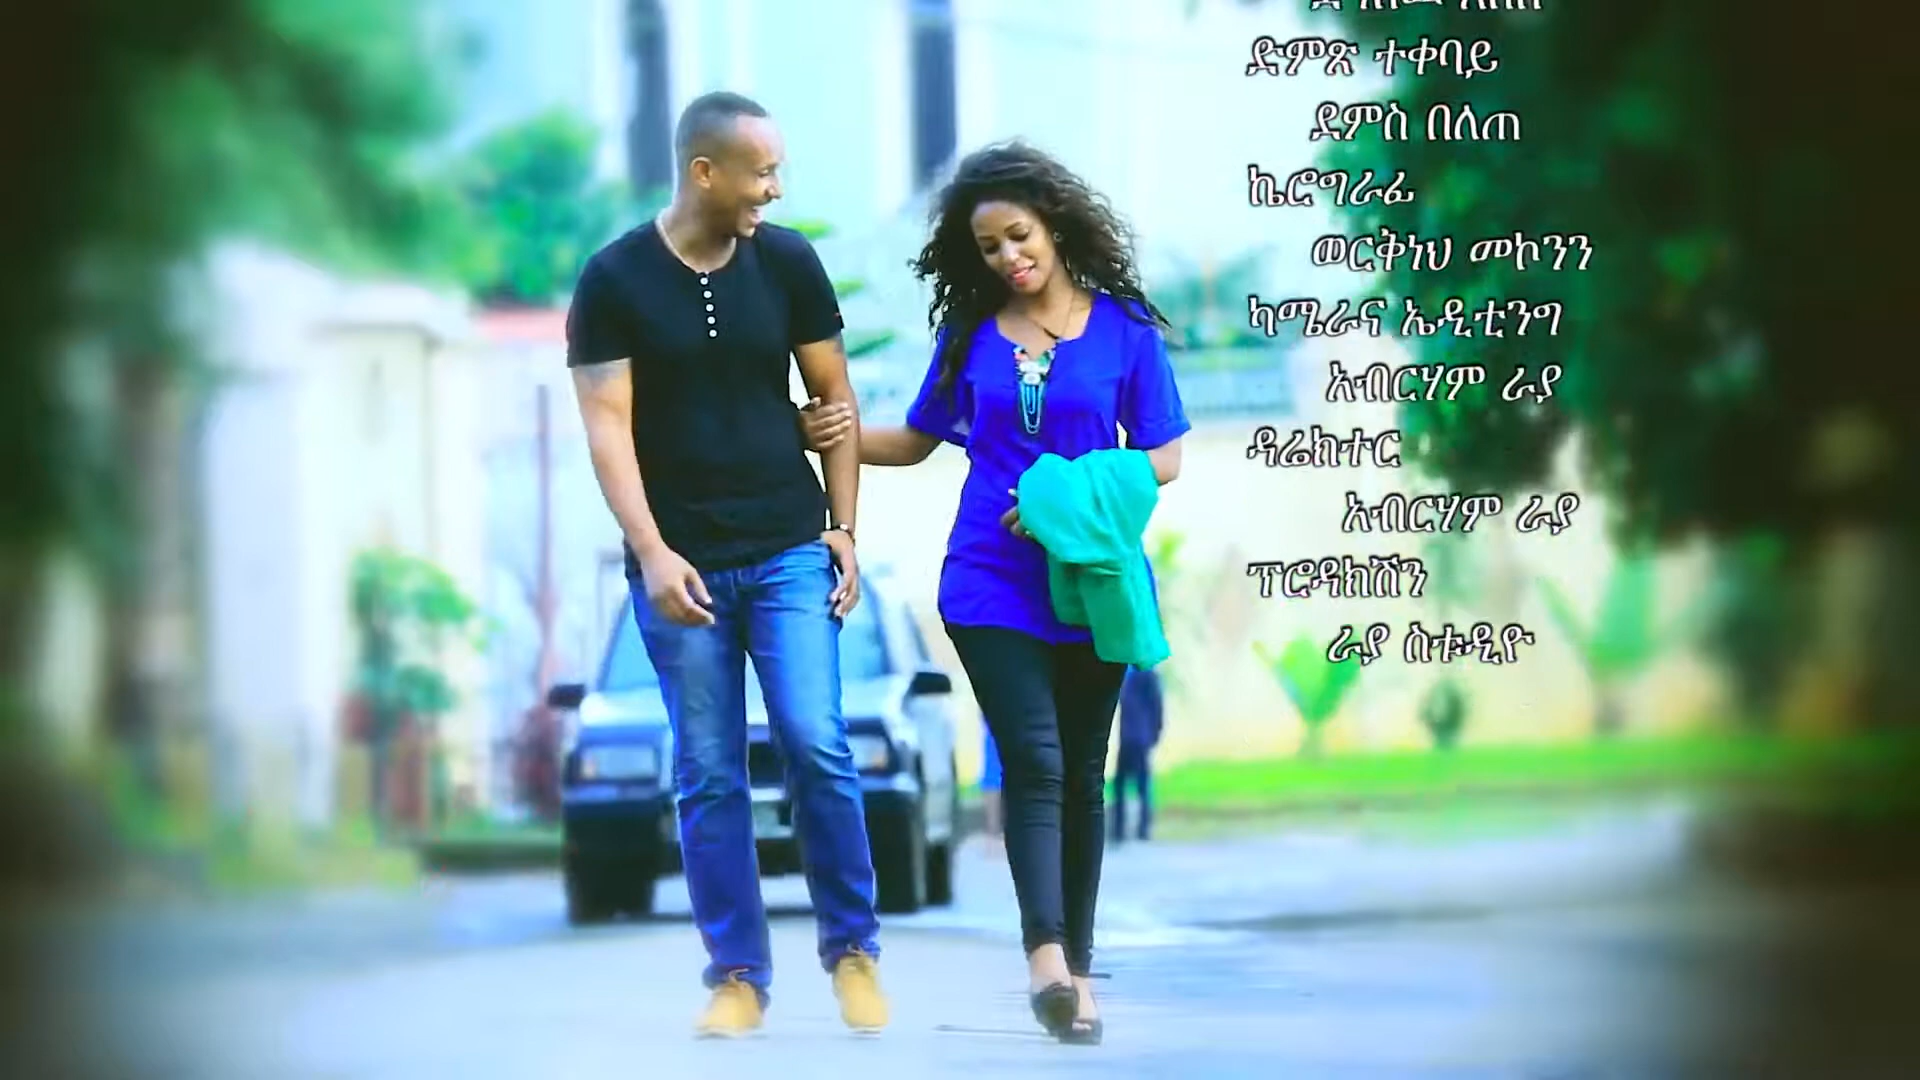 ድምጽ ተቀባይ
ደምስ በለጠ
ኬሮግራፊ
ወርቅነህ መኮንን
ካሜራና ኤዲቲንግ
አብርሃም ራያ
ዳሬክተር
አብርሃም ራያ
ፕሮዳክሽን
ራያ ስቱዲዮ